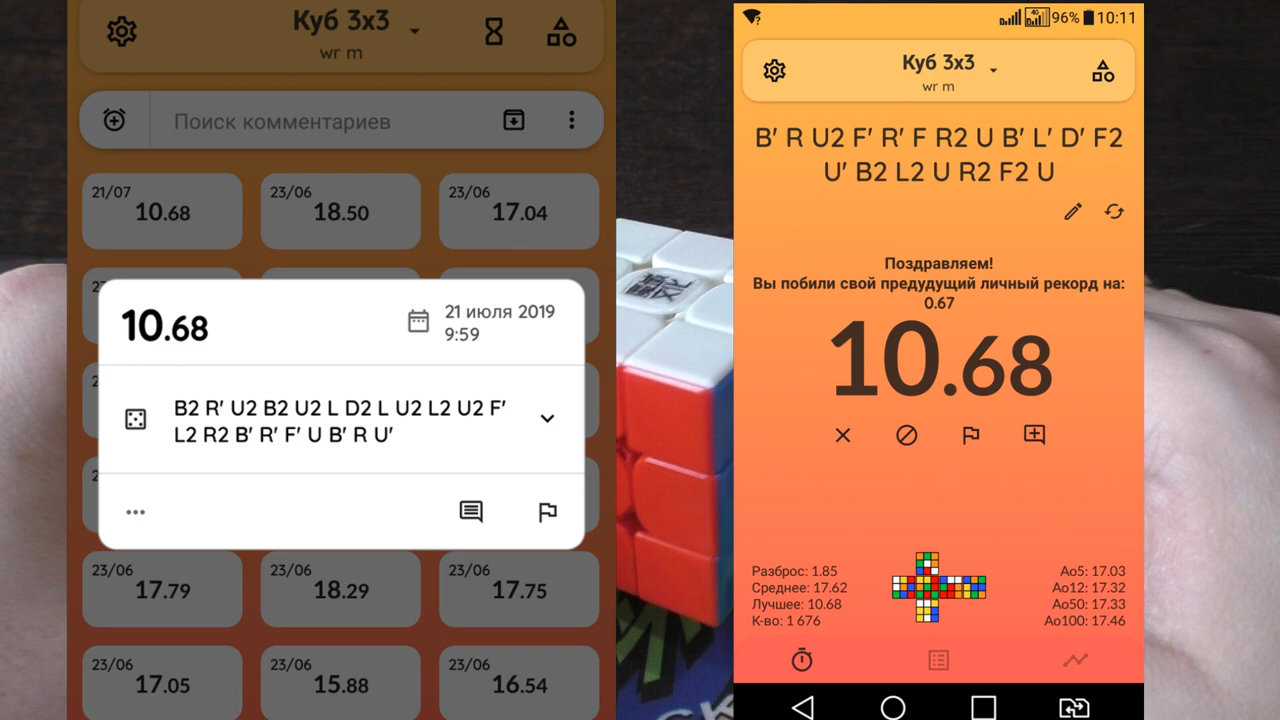 Куб 3x3
wr m
Поиск комментариев
21/07
10.68
23/06
18.50
23/06
17.04
10.68
21 июля 2019
9:59
B2 R' U2 B2 U2 L D2 L U2 L2 U2 F'
L2 R2 B' R' F' U B' R U'
23/06
17.79
23/06
18.29
23/06
17.75
23/06
17.05
23/06
15.88
23/06
16.54
4G
96%
10:11
Куб 3x3
wr m
B' R U2 F' R' F R2 U B' L' D' F2
U' B2 L2 U R2 F2 U
Поздравляем!
Вы побили свой предудущий личный рекорд на:
0.67
10.68
Разброс: 1.85
Среднее: 17.62
Лучшее: 10.68
К-во: 1 676
Ao5: 17.03
Ao12: 17.32
Ao50: 17.33
Ao100: 17.46